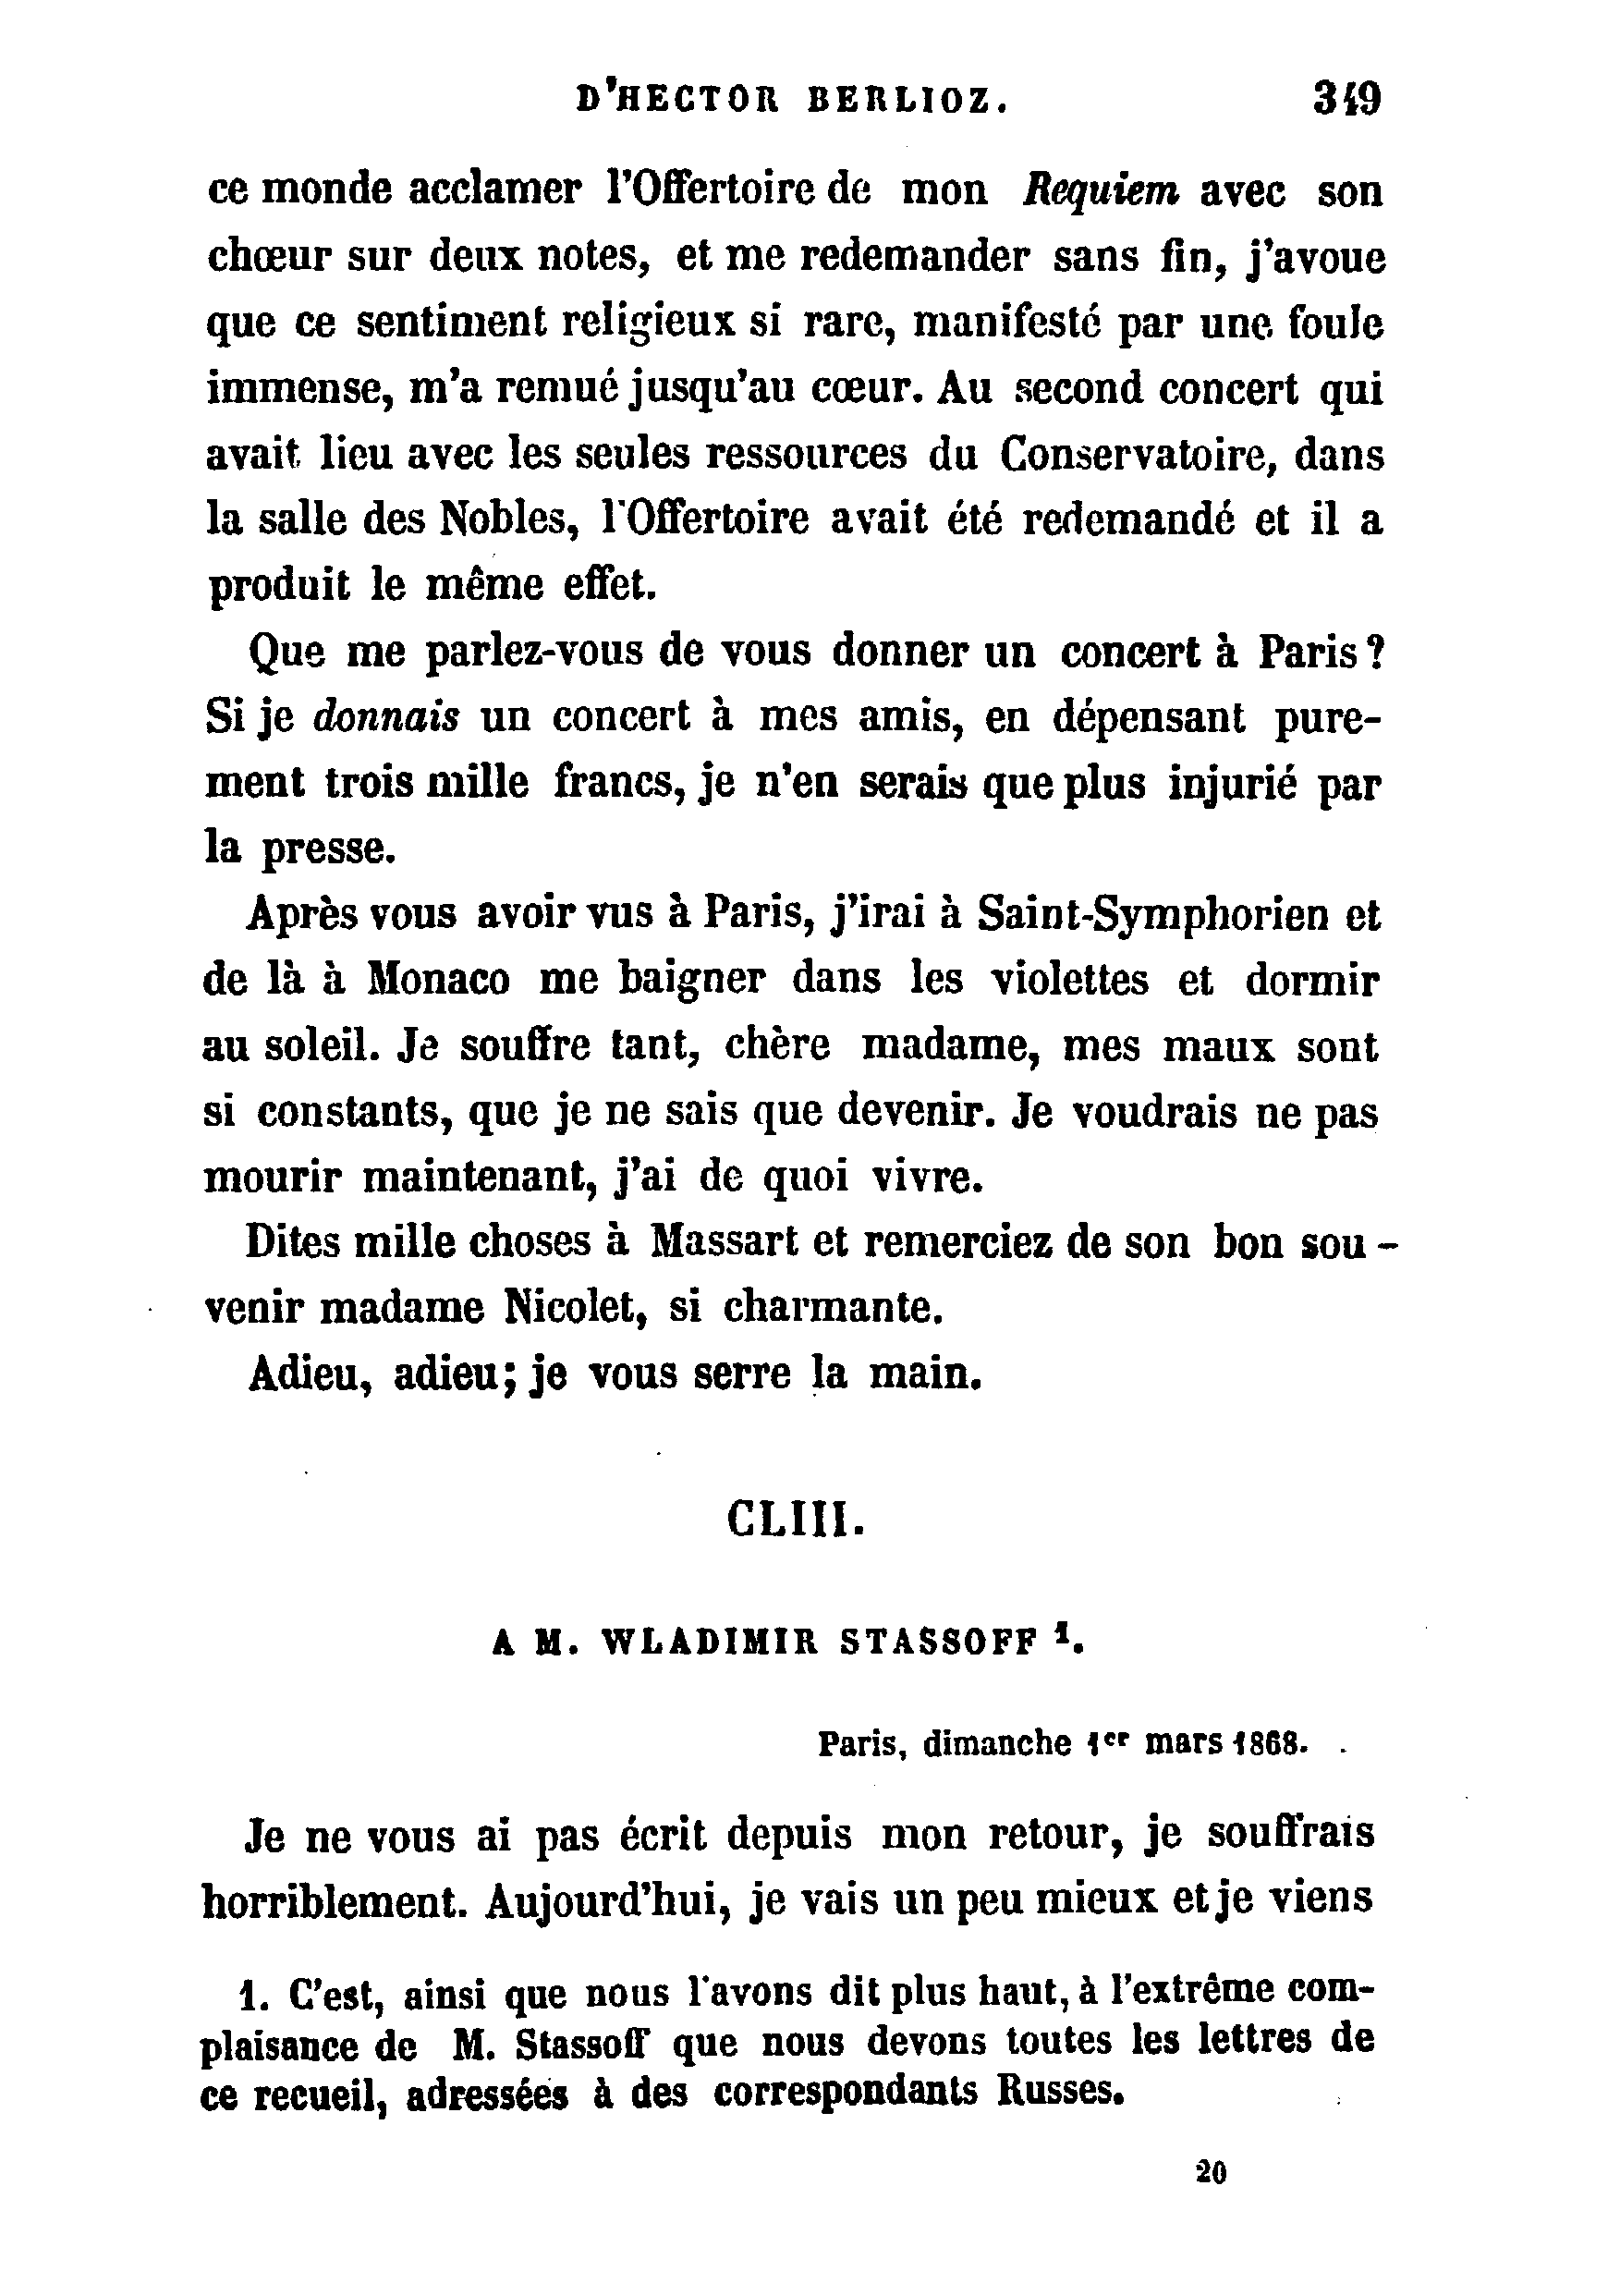 D'HECTOR BERLIOZ. 349
ce monde acclamer l'Offertoire de mon Requiem avec son
chœur sur deux notes, et me redemander sans fin, j'avoue
que ce sentiment religieux si rare, manifesté par une foule
immense, m'a remué jusqu'au cœur. Au second concert qui
avait lieu avec les seules ressources du Conservatoire, dans
la salle des Nobles, l'Offertoire avait été redemandé et il a
produit le même effet.
Que me parlez-vous de vous donner un concert à Paris ?
Si je donnais un concert à mes amis, en dépensant pure-
ment trois mille francs, je n'en serais que plus injurié par
la presse.
Après vous avoir vus à Paris, j'irai à Saint-Symphorien et
de là à Monaco me baigner dans les violettes et dormir
au soleil. Je souffre tant, chère madame, mes maux sont
si constants, que je ne sais que devenir. Je voudrais ne pas
mourir maintenant, j'ai de quoi vivre.
Dites mille choses à Massart et remerciez de son bon sou-
venir madame Nicolet, si charmante.
Adieu, adieu; je vous serre la main.
CLIII.
A M. WLADIMIR STASSOFF 1.
Paris, dimanche 1er mars 1868.
Je ne vous ai pas écrit depuis mon retour, je souffrais
horriblement. Aujourd'hui, je vais un peu mieux et je viens
1. C'est, ainsi que nous l'avons dit plus haut, à l'extrême com-
plaisance de M. Stassoff que nous devons toutes les lettres de
ce recueil, adressées à des correspondants Russes.
20